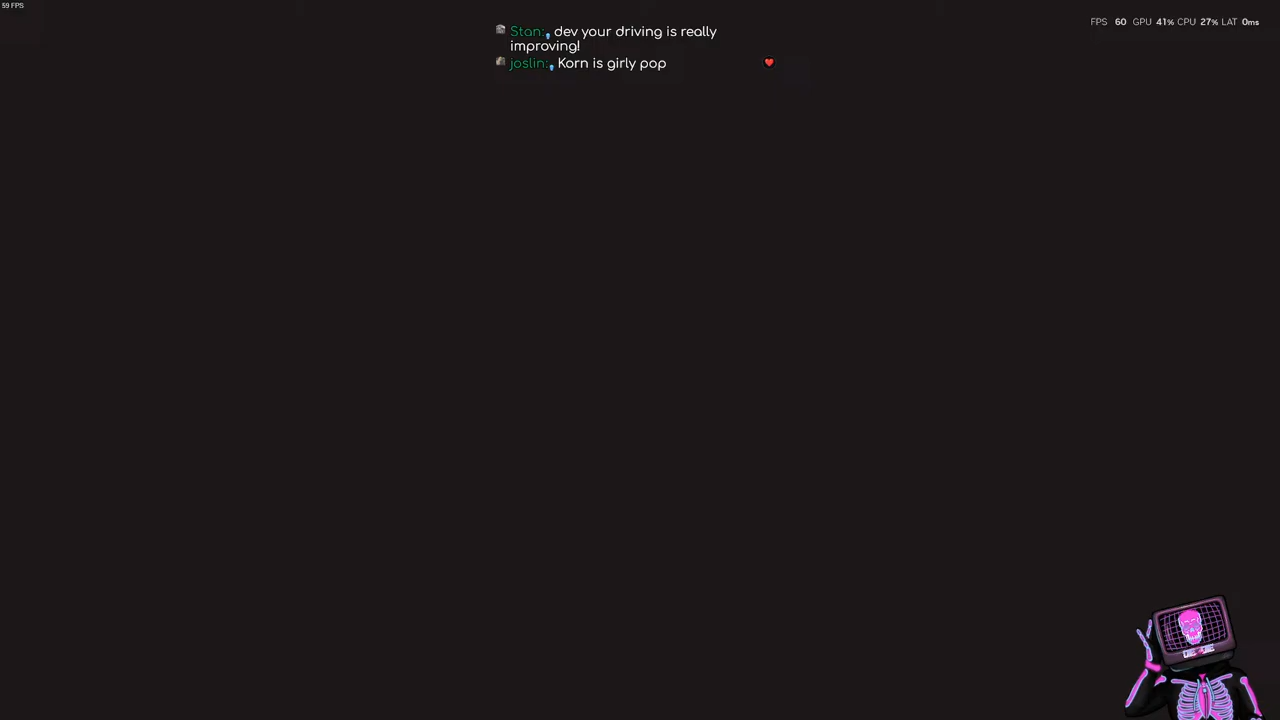 59 FPS
FPS 60 GPU 41% CPU 27% LAT 0ms
Stan: dev your driving is really
improving!
joslin: Korn is girly pop